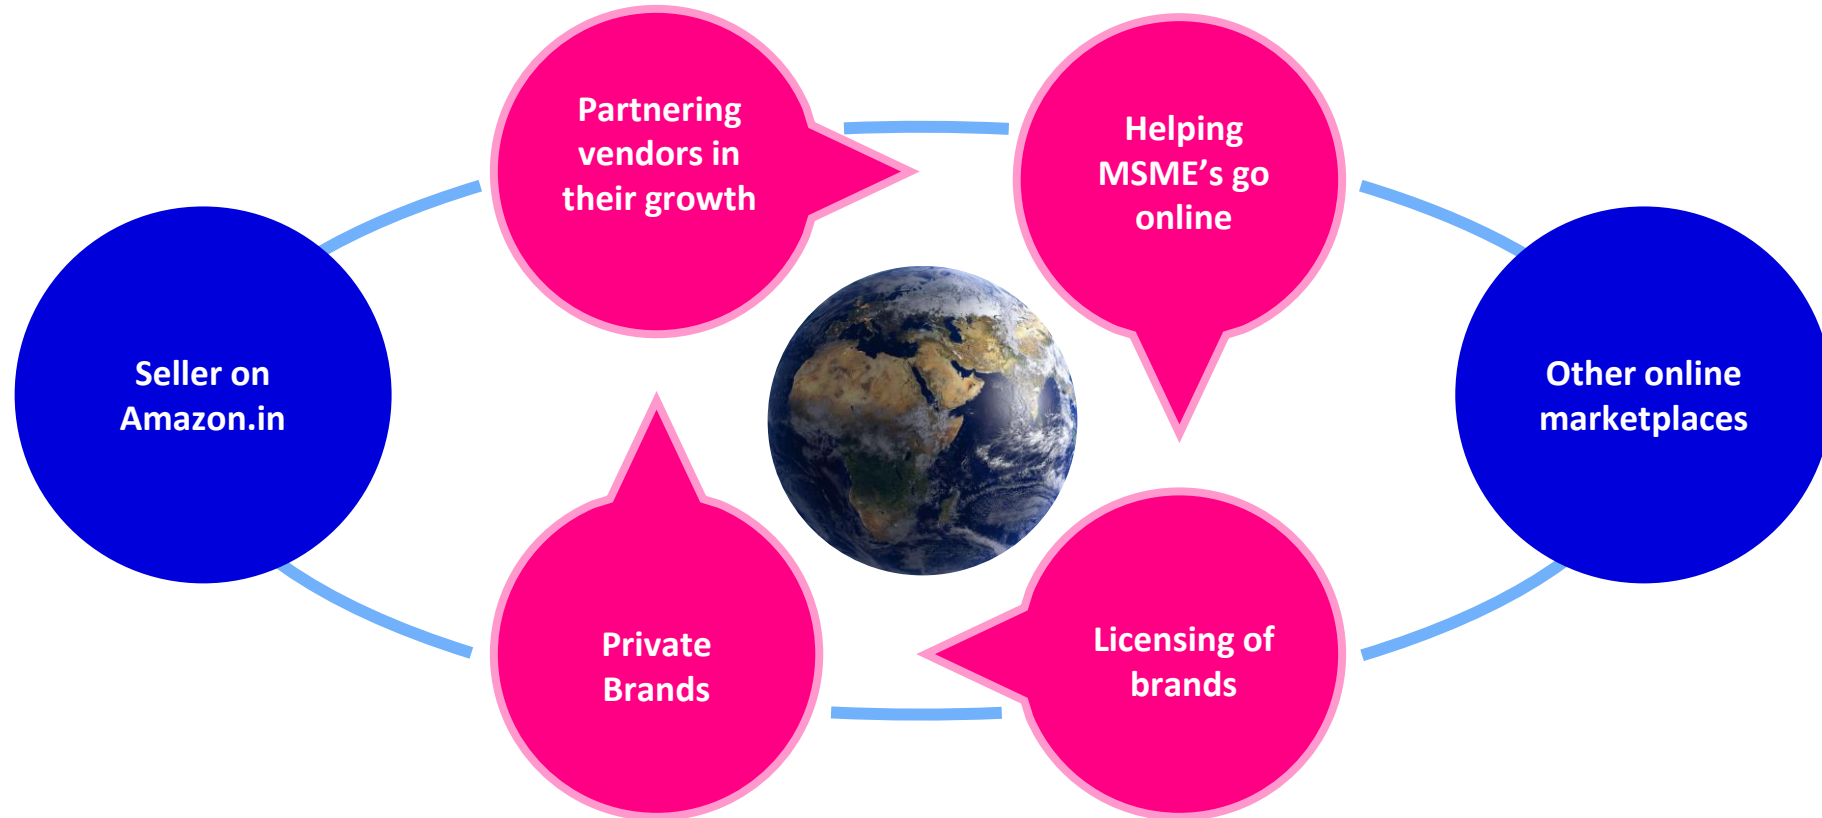 Partnering
vendors in
their growth
Helping
MSME’s go
online
Seller on
Amazon.in
Other online
marketplaces
Private
Brands
Licensing of
brands